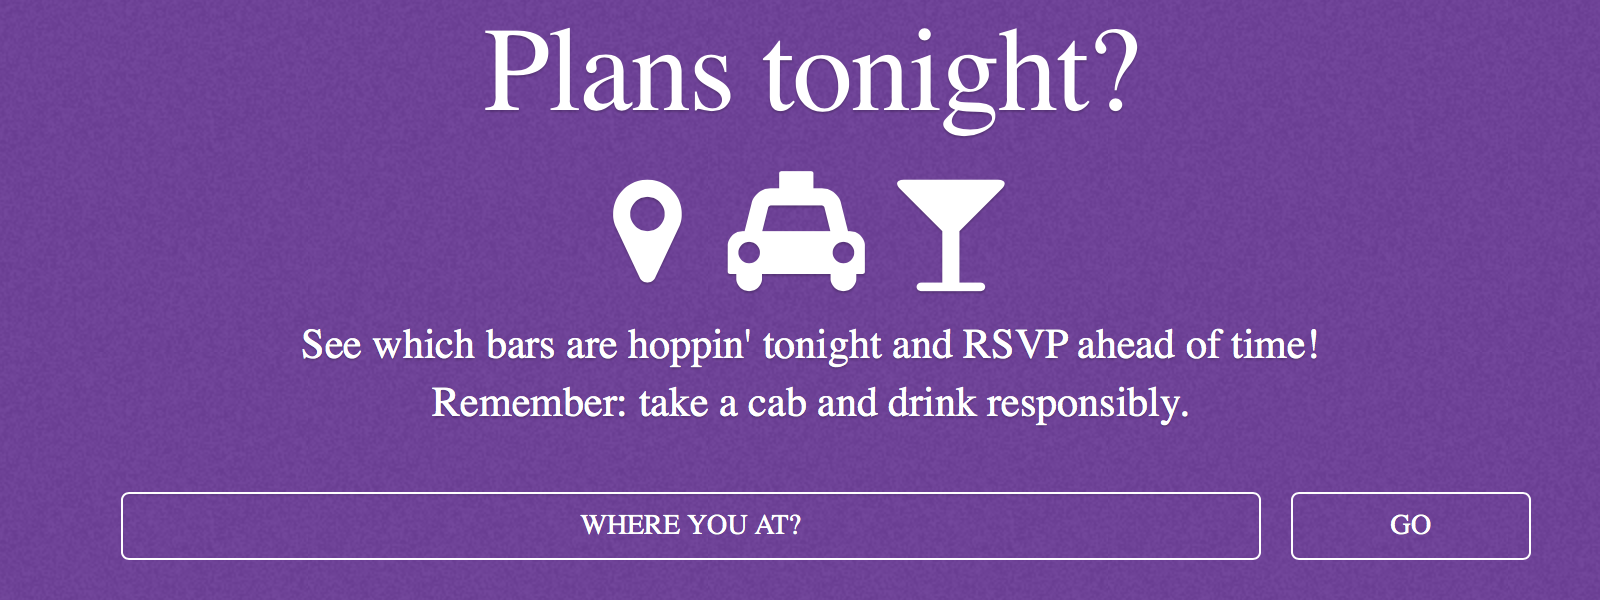 Plans tonight?
See which bars are hoppin' tonight and RSVP ahead of time!
Remember: take a cab and drink responsibly.
WHERE YOU AT?
GO